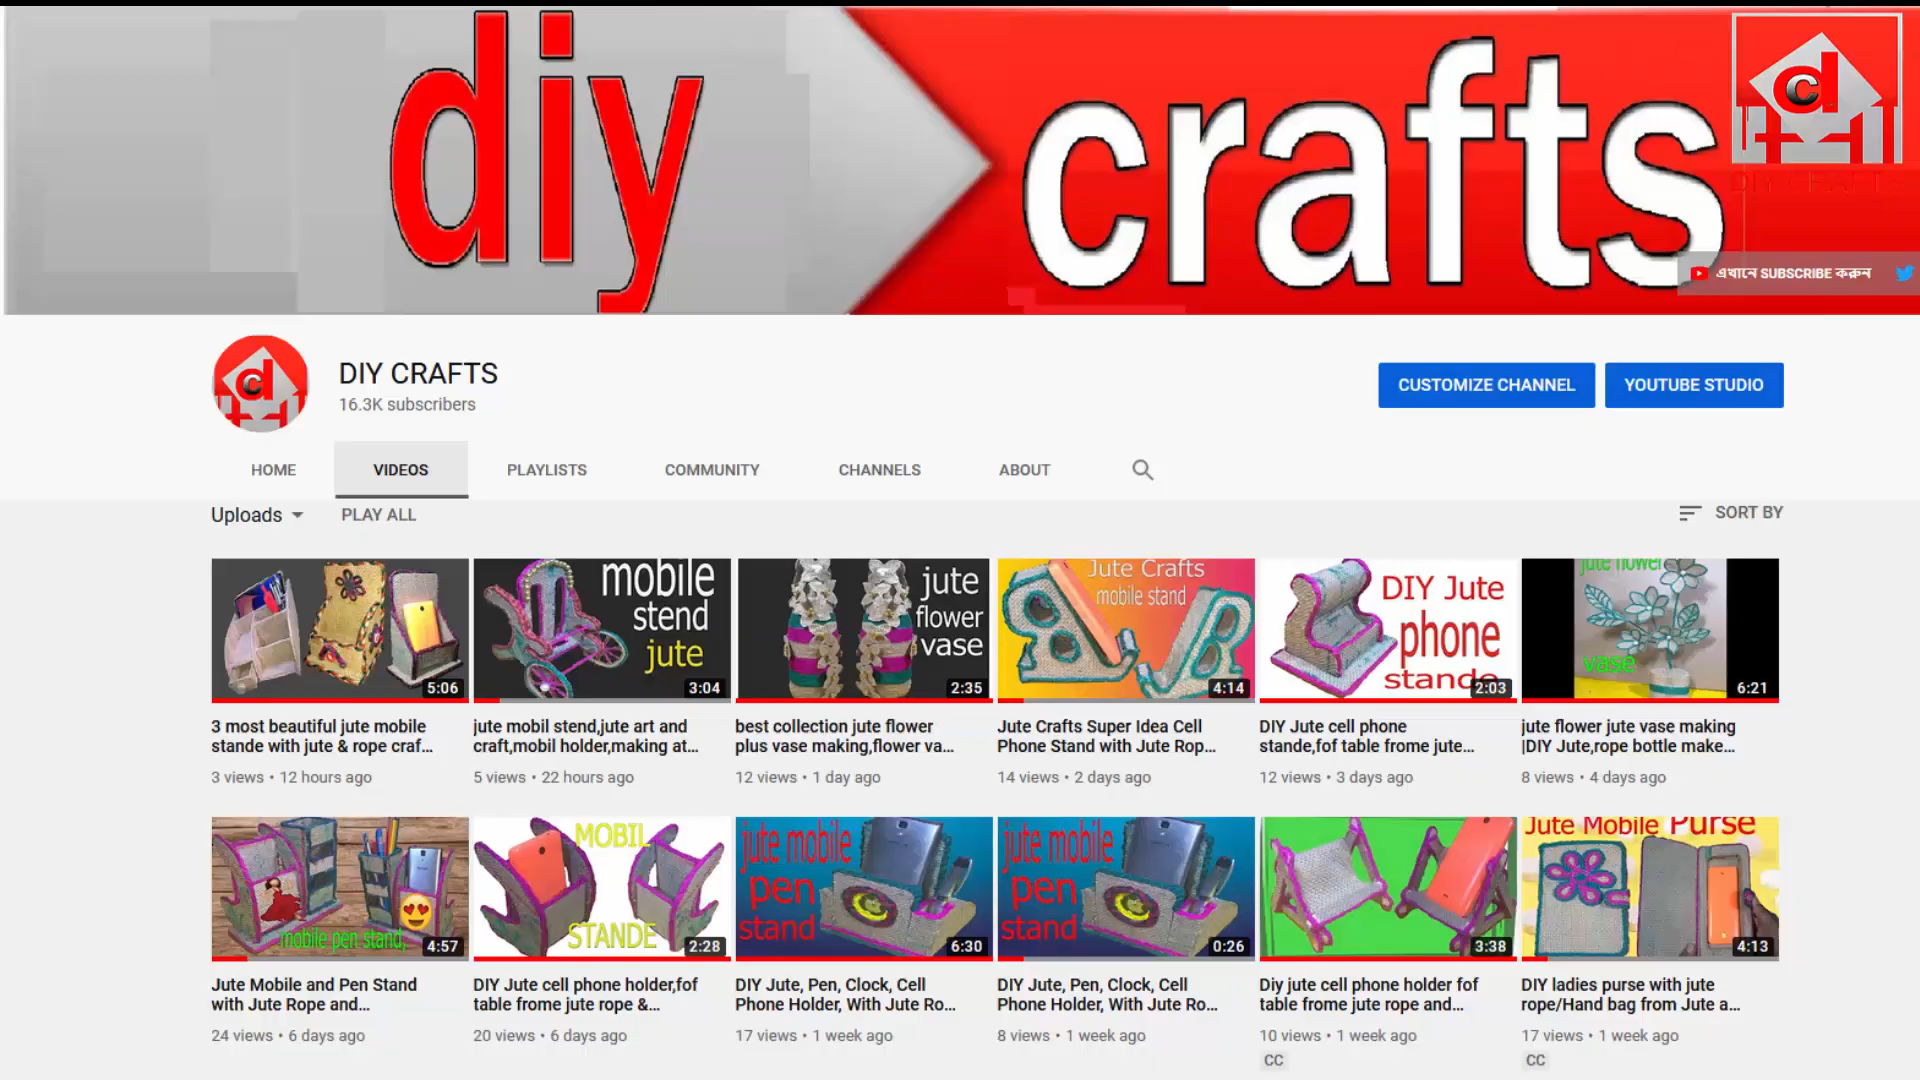 diy crafts
d
c
DIY CRAFT
এখানে SUBSCRIBE করুন
DIY CRAFTS
16.3K subscribers
CUSTOMIZE CHANNEL
YOUTUBE STUDIO
HOME
VIDEOS
PLAYLISTS
COMMUNITY
CHANNELS
ABOUT
Uploads
PLAY ALL
SORT BY
5:06
3 most beautiful jute mobile
stande with jute & rope craf...
3 views • 12 hours ago
mobile
stend
jute
3:04
jute mobil stend,jute art and
craft,mobil holder,making at...
5 views • 22 hours ago
jute
flower
vase
2:35
best collection jute flower
plus vase making,flower va...
12 views • 1 day ago
Jute Crafts
mobile stand
4:14
Jute Crafts Super Idea Cell
Phone Stand with Jute Rop...
14 views • 2 days ago
DIY Jute
phone
stande
2:03
DIY Jute cell phone
stande,fof table frome jute...
12 views • 3 days ago
jute flower
vase
6:21
jute flower jute vase making
|DIY Jute,rope bottle make...
8 views • 4 days ago
mobile pen stand,
4:57
Jute Mobile and Pen Stand
with Jute Rope and...
24 views • 6 days ago
MOBIL
STANDE
2:28
DIY Jute cell phone holder,fof
table frome jute rope &...
20 views • 6 days ago
jute mobile
pen
stand
6:30
DIY Jute, Pen, Clock, Cell
Phone Holder, With Jute Ro...
17 views • 1 week ago
jute mobile
pen
stand
0:26
DIY Jute, Pen, Clock, Cell
Phone Holder, With Jute Ro...
8 views • 1 week ago
3:38
Diy jute cell phone holder fof
table frome jute rope and...
10 views • 1 week ago
CC
Jute Mobile Purse
4:13
DIY ladies purse with jute
rope/Hand bag from Jute a...
17 views • 1 week ago
CC